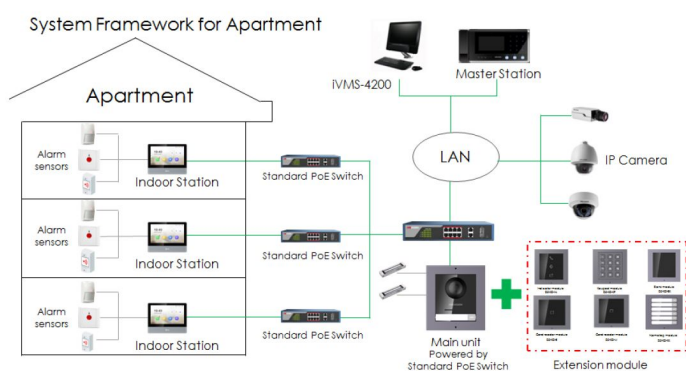 System Framework for Apartment
iVMS-4200
Master Station
Apartment
LAN
IP Camera
Alarm
sensors
Indoor Station
Standard PoE Switch
Alarm
sensors
Indoor Station
Standard PoE Switch
Alarm
sensors
Indoor Station
Standard PoE Switch
Main unit
Powered by
Standard PoE Switch
Extension module